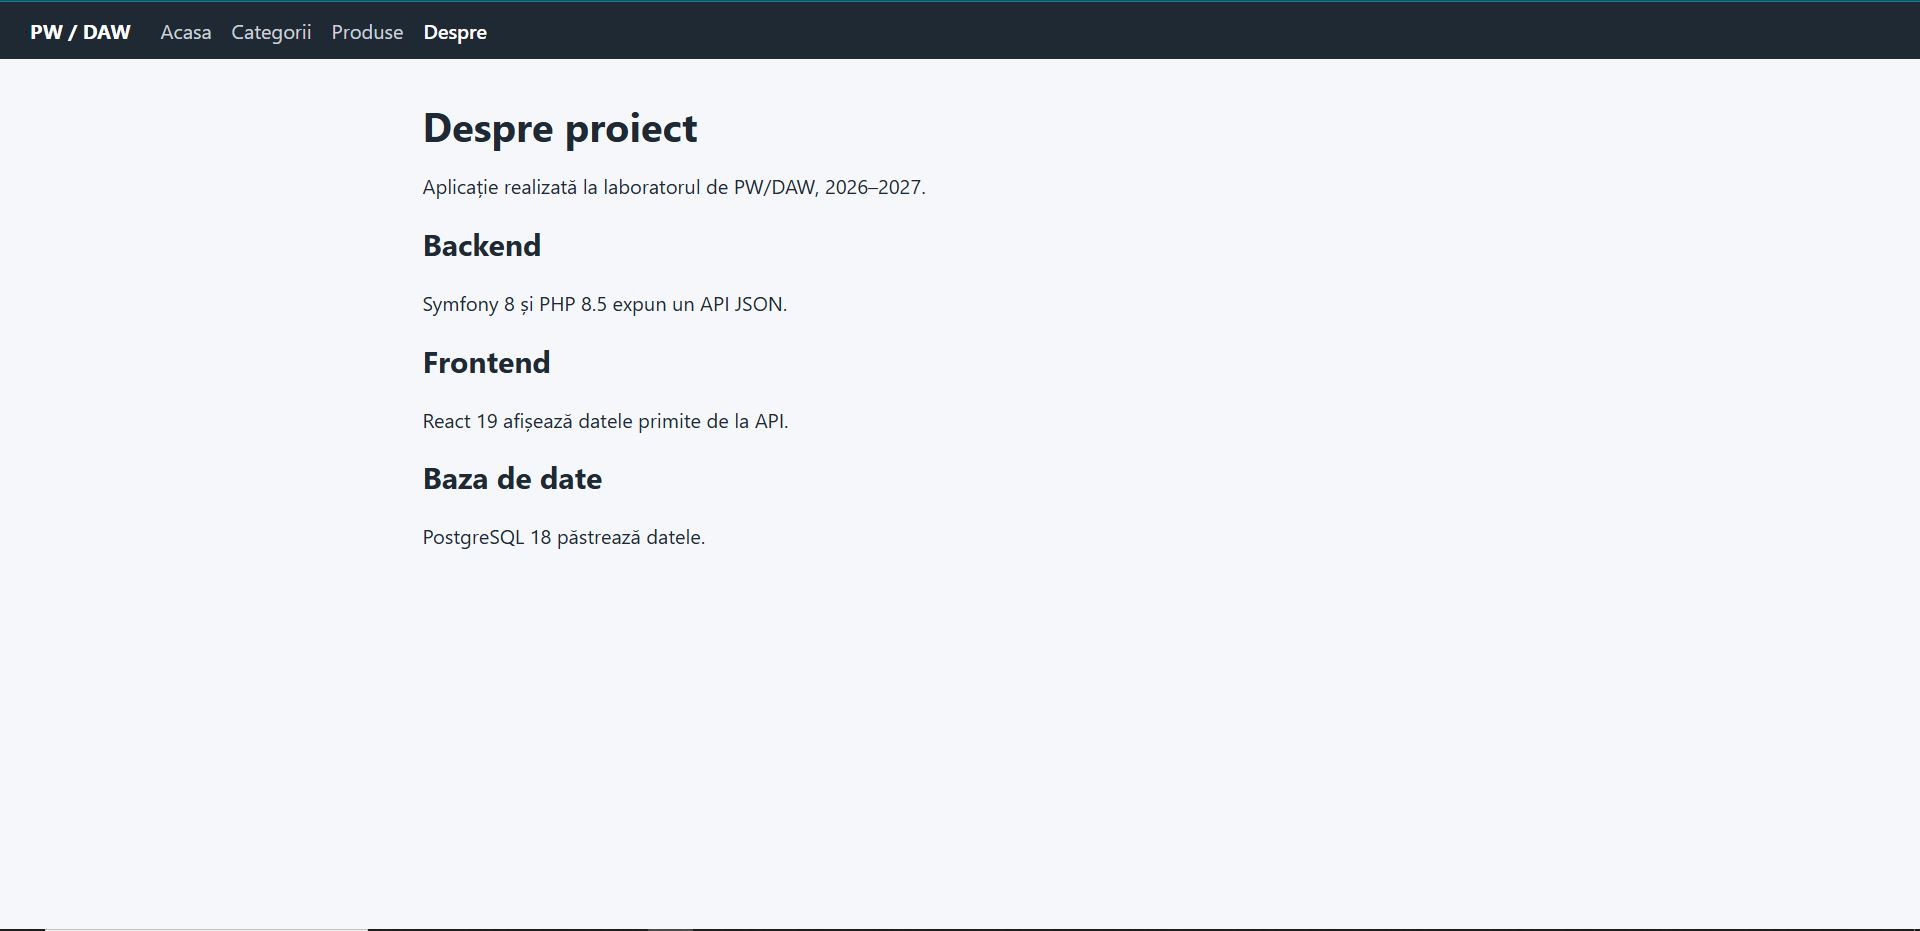 PW / DAW Acasa Categorii Produse Despre
Despre proiect
Aplicație realizată la laboratorul de PW/DAW, 2026–2027.
Backend
Symfony 8 și PHP 8.5 expun un API JSON.
Frontend
React 19 afișează datele primite de la API.
Baza de date
PostgreSQL 18 păstrează datele.